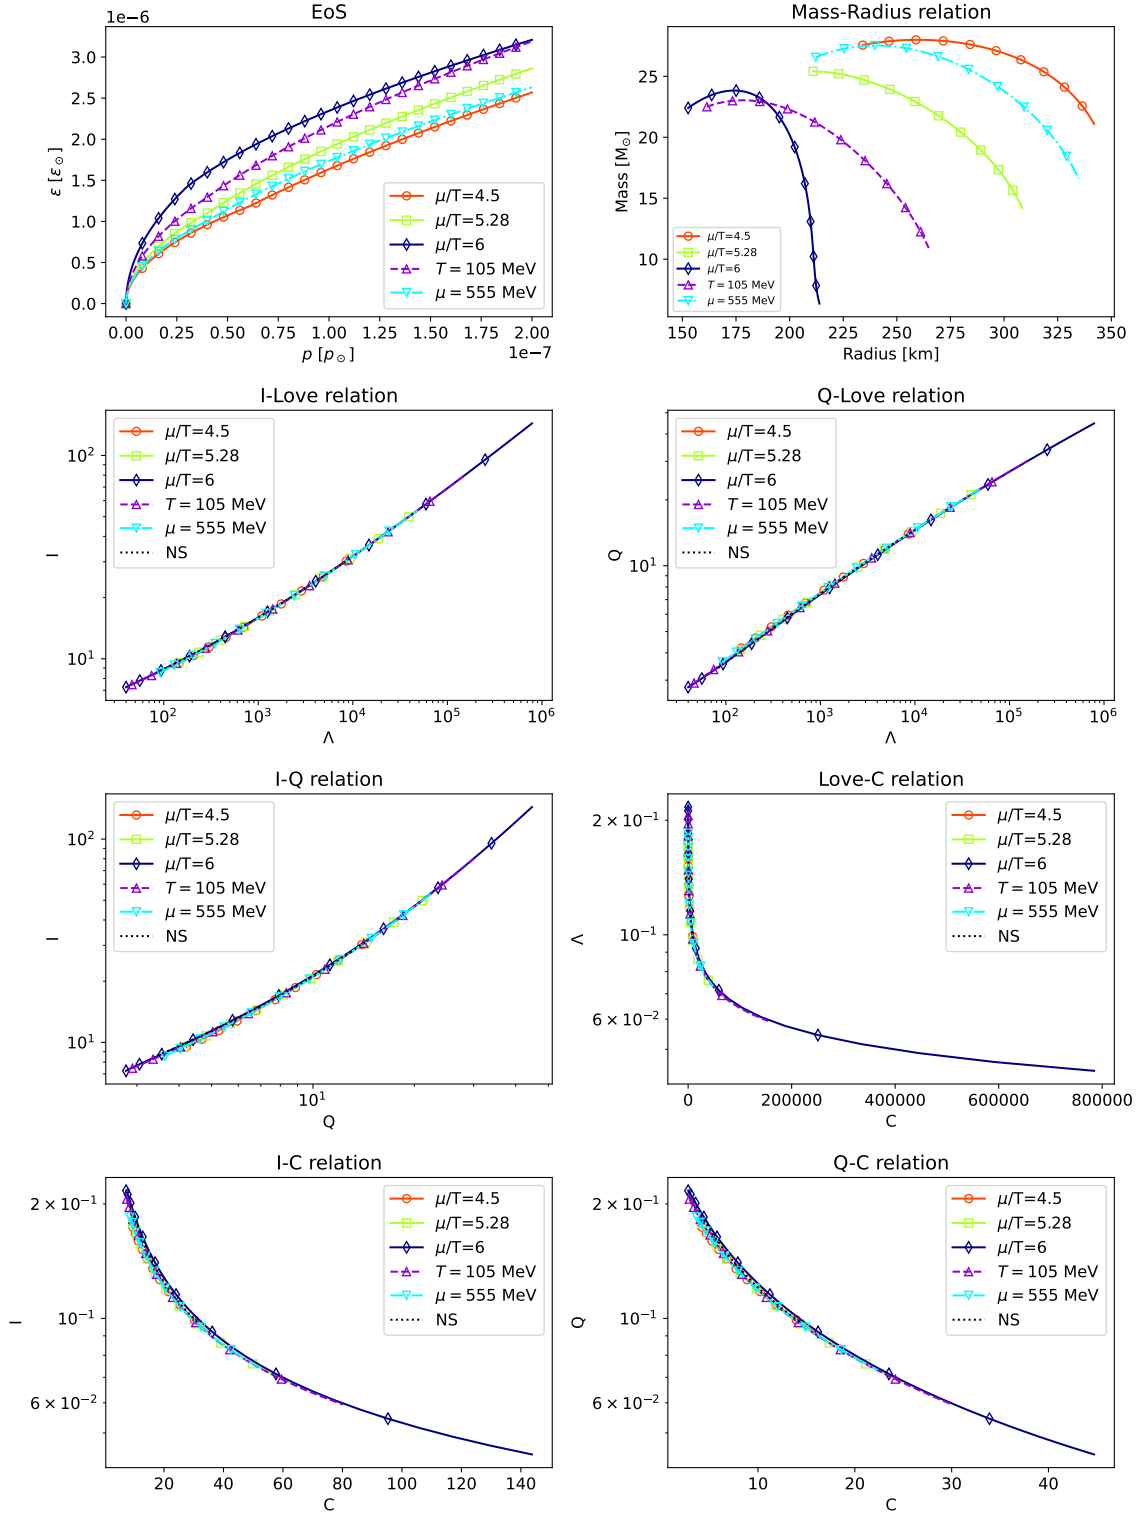 EoS
1e−6
ε [ε⊙]
3.0
2.5
2.0
1.5
1.0
0.5
0.0
μ/T=4.5
μ/T=5.28
μ/T=6
T = 105 MeV
μ = 555 MeV
0.00 0.25 0.50 0.75 1.00 1.25 1.50 1.75 2.00
p [p⊙]
1e−7
Mass-Radius relation
Mass [M⊙]
25
20
15
10
μ/T=4.5
μ/T=5.28
μ/T=6
T = 105 MeV
μ = 555 MeV
150 175 200 225 250 275 300 325 350
Radius [km]
I-Love relation
I
10²
10¹
μ/T=4.5
μ/T=5.28
μ/T=6
T = 105 MeV
μ = 555 MeV
NS
10² 10³ 10⁴ 10⁵ 10⁶
Λ
Q-Love relation
Q
10¹
μ/T=4.5
μ/T=5.28
μ/T=6
T = 105 MeV
μ = 555 MeV
NS
10² 10³ 10⁴ 10⁵ 10⁶
Λ
I-Q relation
I
10²
10¹
μ/T=4.5
μ/T=5.28
μ/T=6
T = 105 MeV
μ = 555 MeV
NS
10¹
Q
Love-C relation
Λ
2 × 10⁻¹
10⁻¹
6 × 10⁻²
μ/T=4.5
μ/T=5.28
μ/T=6
T = 105 MeV
μ = 555 MeV
NS
0 200000 400000 600000 800000
C
I-C relation
I
2 × 10⁻¹
10⁻¹
6 × 10⁻²
μ/T=4.5
μ/T=5.28
μ/T=6
T = 105 MeV
μ = 555 MeV
NS
20 40 60 80 100 120 140
C
Q-C relation
Q
2 × 10⁻¹
10⁻¹
6 × 10⁻²
μ/T=4.5
μ/T=5.28
μ/T=6
T = 105 MeV
μ = 555 MeV
NS
10 20 30 40
C